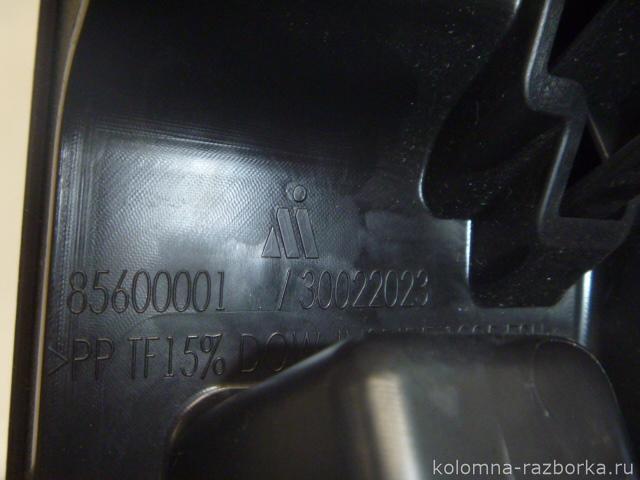 85600001 /30022023
>PP TF15% DOW
kolomna-razborka.ru